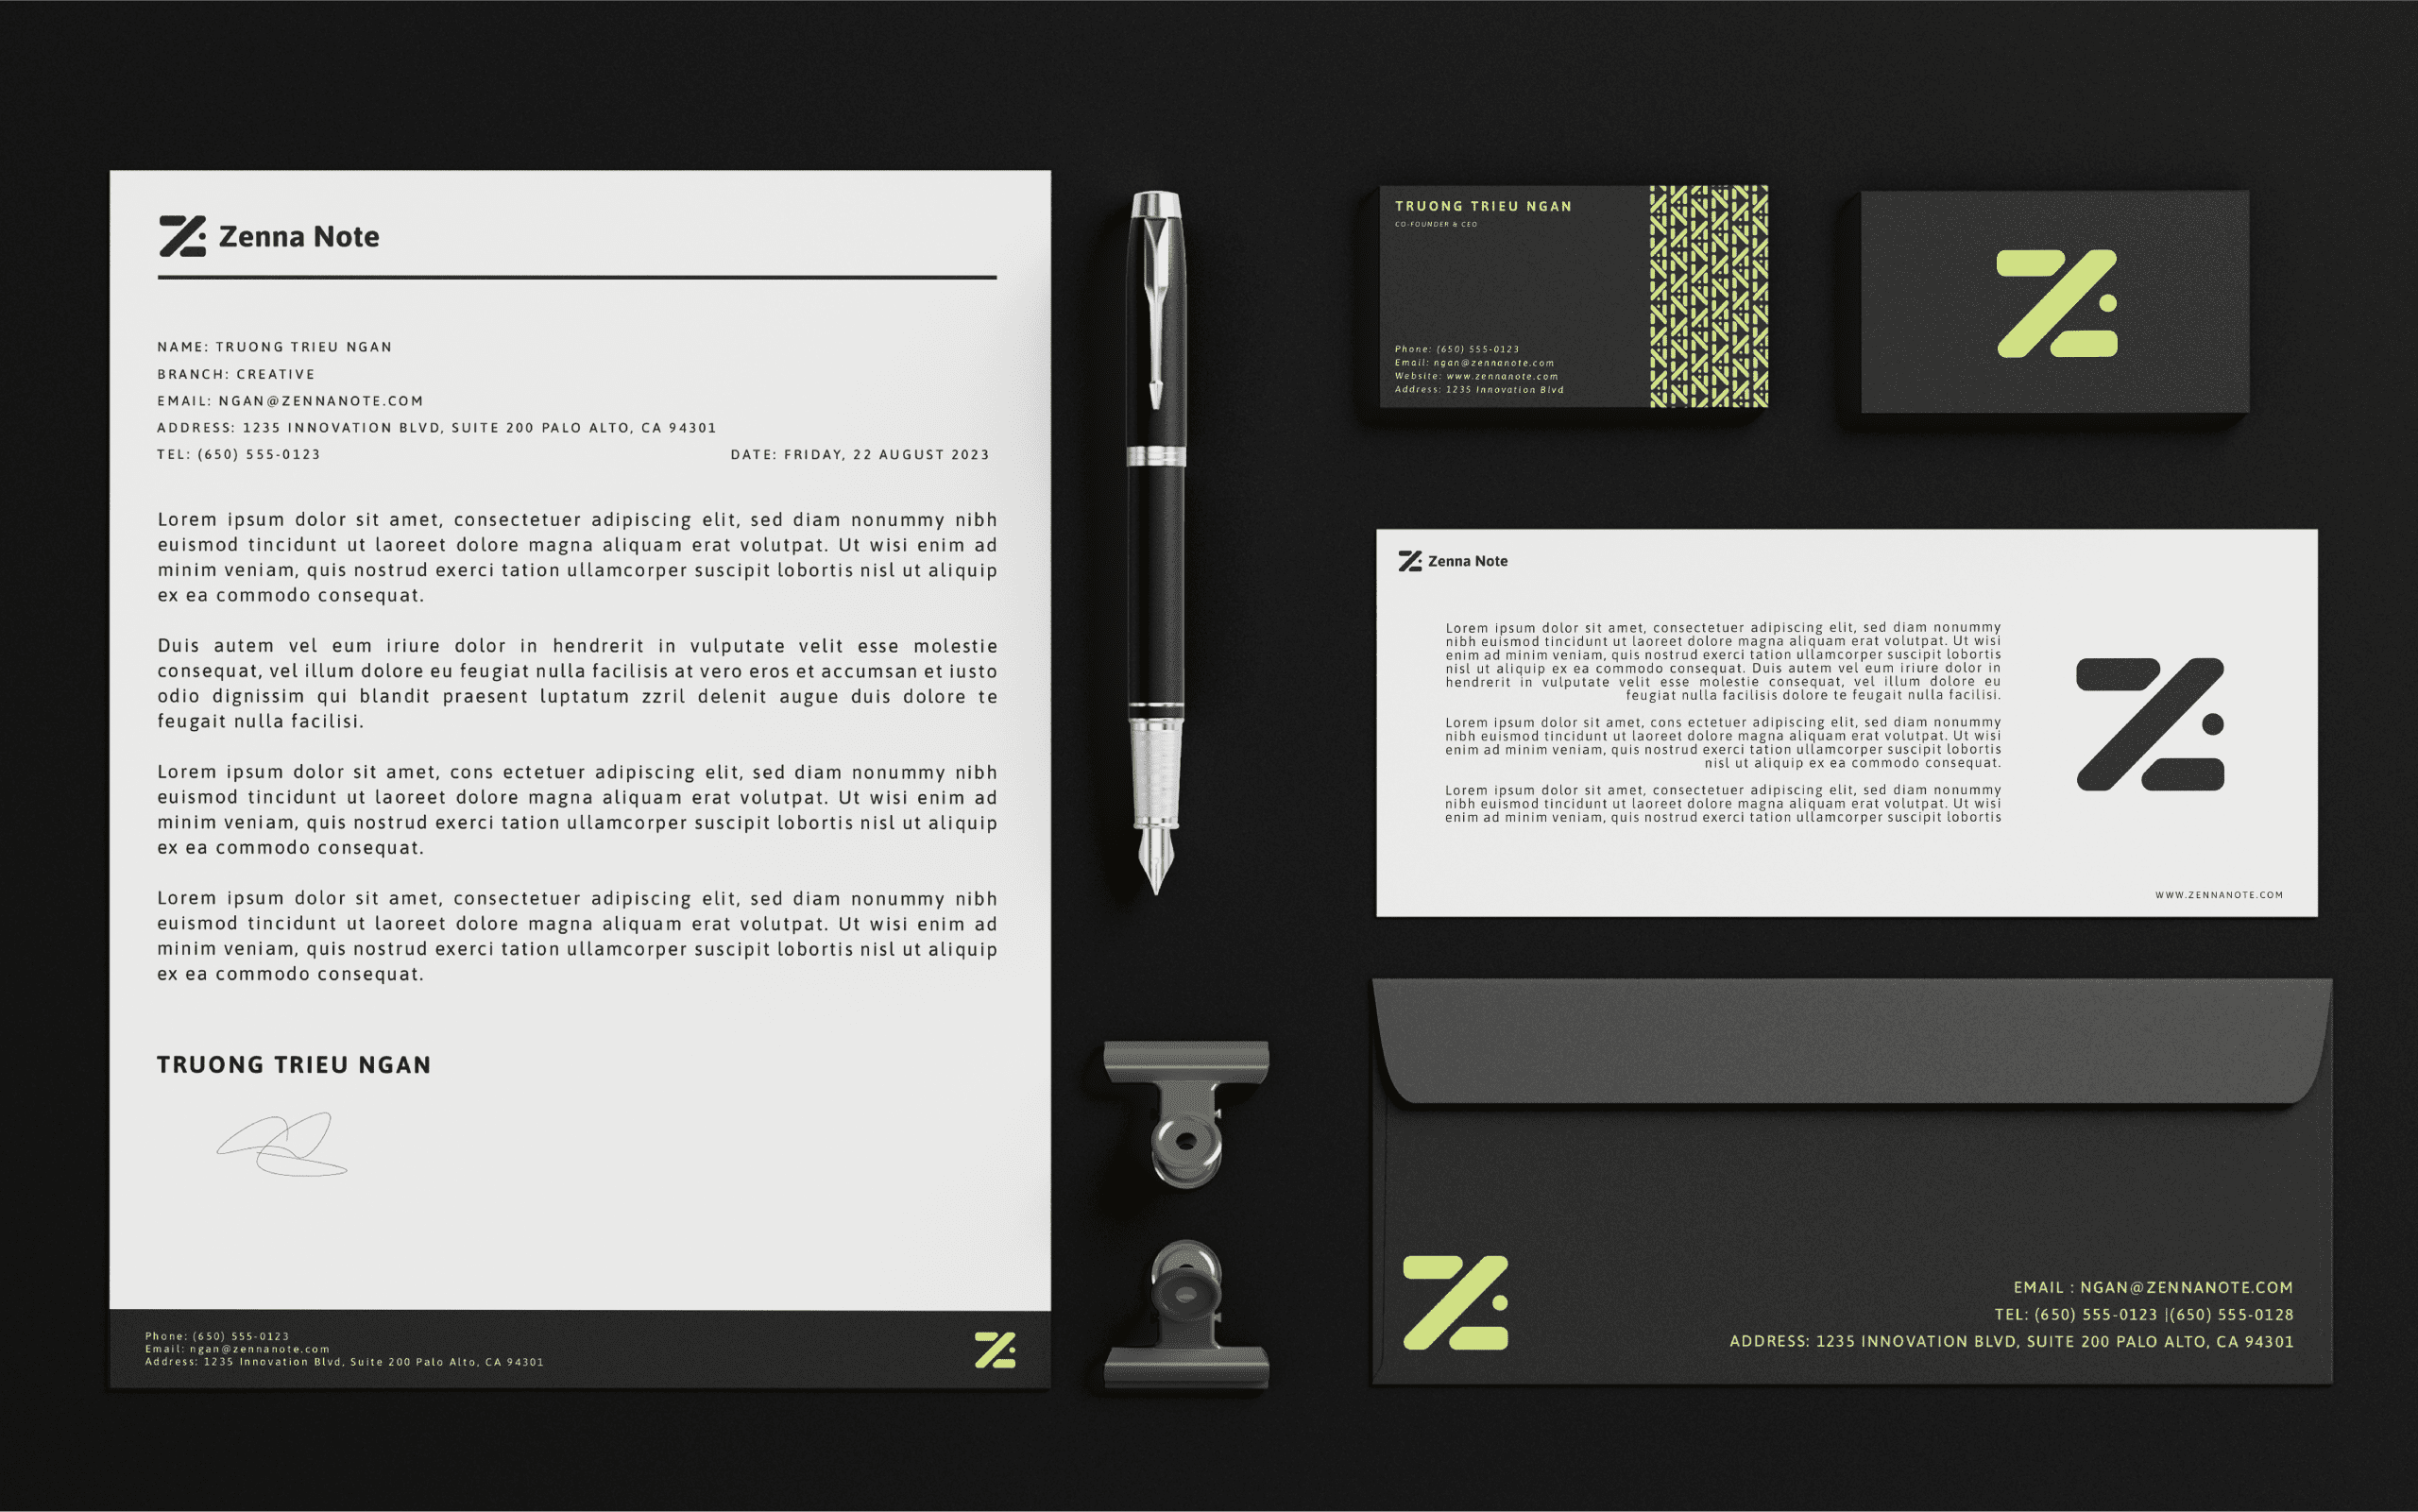 Zenna Note
NAME: TRUONG TRIEU NGAN
BRANCH: CREATIVE
EMAIL: NGAN@ZENNANOTE.COM
ADDRESS: 1235 INNOVATION BLVD, SUITE 200 PALO ALTO, CA 94301
TEL: (650) 555-0123
DATE: FRIDAY, 22 AUGUST 2023
Lorem ipsum dolor sit amet, consectetuer adipiscing elit, sed diam nonummy nibh
euismod tincidunt ut laoreet dolore magna aliquam erat volutpat. Ut wisi enim ad
minim veniam, quis nostrud exerci tation ullamcorper suscipit lobortis nisl ut aliquip
ex ea commodo consequat.
Duis autem vel eum iriure dolor in hendrerit in vulputate velit esse molestie
consequat, vel illum dolore eu feugiat nulla facilisis at vero eros et accumsan et iusto
odio dignissim qui blandit praesent luptatum zzril delenit augue duis dolore te
feugait nulla facilisi.
Lorem ipsum dolor sit amet, cons ectetuer adipiscing elit, sed diam nonummy nibh
euismod tincidunt ut laoreet dolore magna aliquam erat volutpat. Ut wisi enim ad
minim veniam, quis nostrud exerci tation ullamcorper suscipit lobortis nisl ut aliquip
ex ea commodo consequat.
Lorem ipsum dolor sit amet, consectetuer adipiscing elit, sed diam nonummy nibh
euismod tincidunt ut laoreet dolore magna aliquam erat volutpat. Ut wisi enim ad
minim veniam, quis nostrud exerci tation ullamcorper suscipit lobortis nisl ut aliquip
ex ea commodo consequat.
TRUONG TRIEU NGAN
Phone: (650) 555-0123
Email: ngan@zennanote.com
Address: 1235 Innovation Blvd, Suite 200 Palo Alto, CA 94301
TRUONG TRIEU NGAN
CO-FOUNDER & CEO
Phone: (650) 555-0123
Email: ngan@zennanote.com
Website: www.zennanote.com
Address: 1235 Innovation Blvd
Zenna Note
Lorem ipsum dolor sit amet, consectetuer adipiscing elit, sed diam nonummy
nibh euismod tincidunt ut laoreet dolore magna aliquam erat volutpat. Ut wisi
enim ad minim veniam, quis nostrud exerci tation ullamcorper suscipit lobortis
nisl ut aliquip ex ea commodo consequat. Duis autem vel eum iriure dolor in
hendrerit in vulputate velit esse molestie consequat, vel illum dolore eu
feugiat nulla facilisis dolore te feugait nulla facilisi.
Lorem ipsum dolor sit amet, cons ectetuer adipiscing elit, sed diam nonummy
nibh euismod tincidunt ut laoreet dolore magna aliquam erat volutpat. Ut wisi
enim ad minim veniam, quis nostrud exerci tation ullamcorper suscipit lobortis
nisl ut aliquip ex ea commodo consequat.
Lorem ipsum dolor sit amet, consectetuer adipiscing elit, sed diam nonummy
nibh euismod tincidunt ut laoreet dolore magna aliquam erat volutpat. Ut wisi
enim ad minim veniam, quis nostrud exerci tation ullamcorper suscipit lobortis
WWW.ZENNANOTE.COM
EMAIL : NGAN@ZENNANOTE.COM
TEL: (650) 555-0123 |(650) 555-0128
ADDRESS: 1235 INNOVATION BLVD, SUITE 200 PALO ALTO, CA 94301